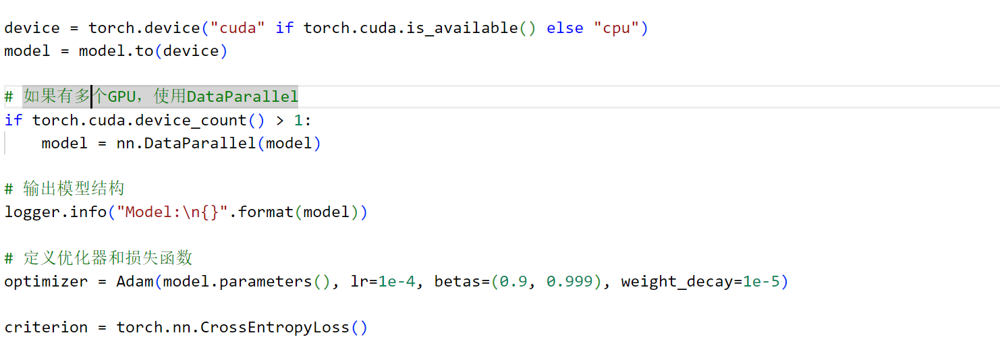 device = torch.device("cuda" if torch.cuda.is_available() else "cpu")
model = model.to(device)
# 如果有多个GPU，使用DataParallel
if torch.cuda.device_count() > 1:
    model = nn.DataParallel(model)
# 输出模型结构
logger.info("Model:\n{}".format(model))
# 定义优化器和损失函数
optimizer = Adam(model.parameters(), lr=1e-4, betas=(0.9, 0.999), weight_decay=1e-5)
criterion = torch.nn.CrossEntropyLoss()